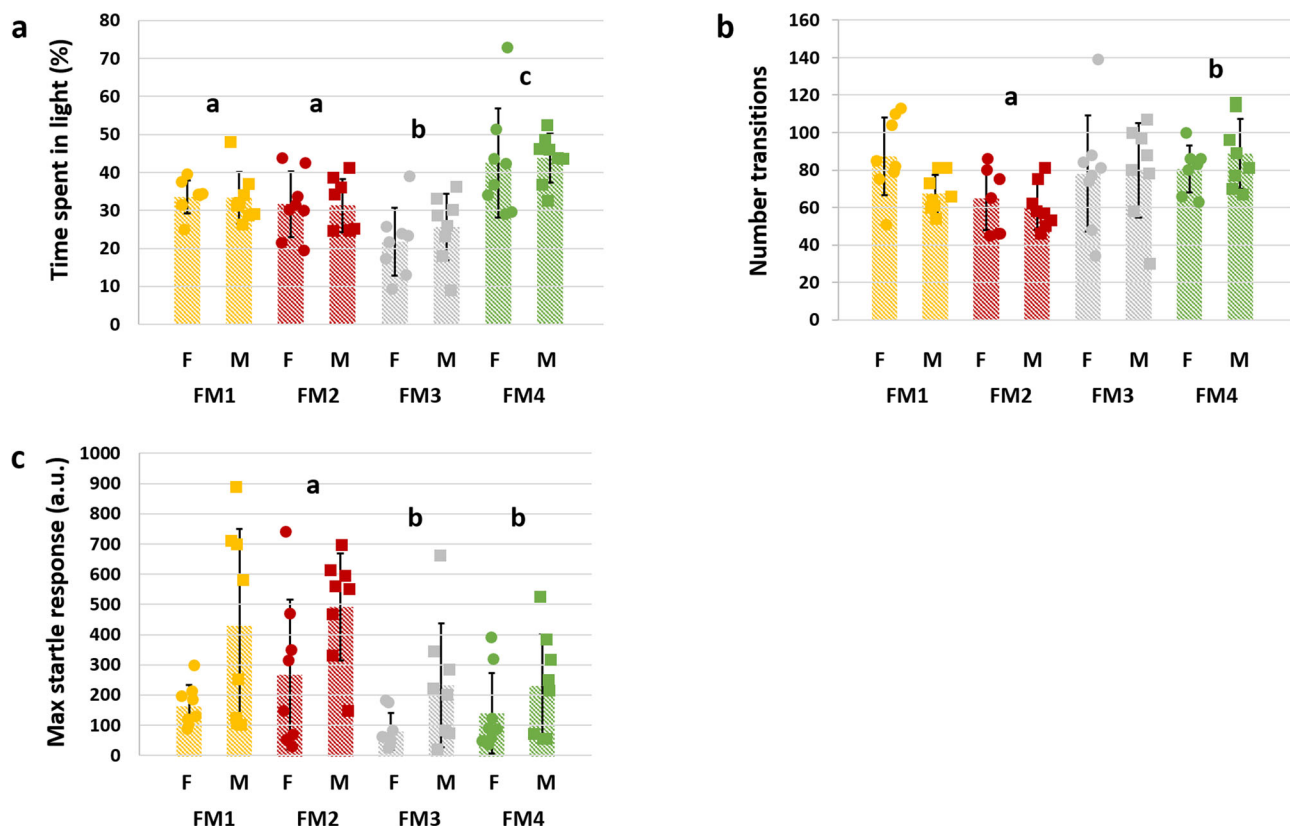 a
Time spent in light (%)
80
70
60
50
40
30
20
10
0
a
a
b
c
F M F M F M F M
FM1 FM2 FM3 FM4
b
Number transitions
160
140
120
100
80
60
40
20
0
a
b
F M F M F M F M
FM1 FM2 FM3 FM4
c
Max startle response (a.u.)
1000
900
800
700
600
500
400
300
200
100
0
a
b
b
F M F M F M F M
FM1 FM2 FM3 FM4